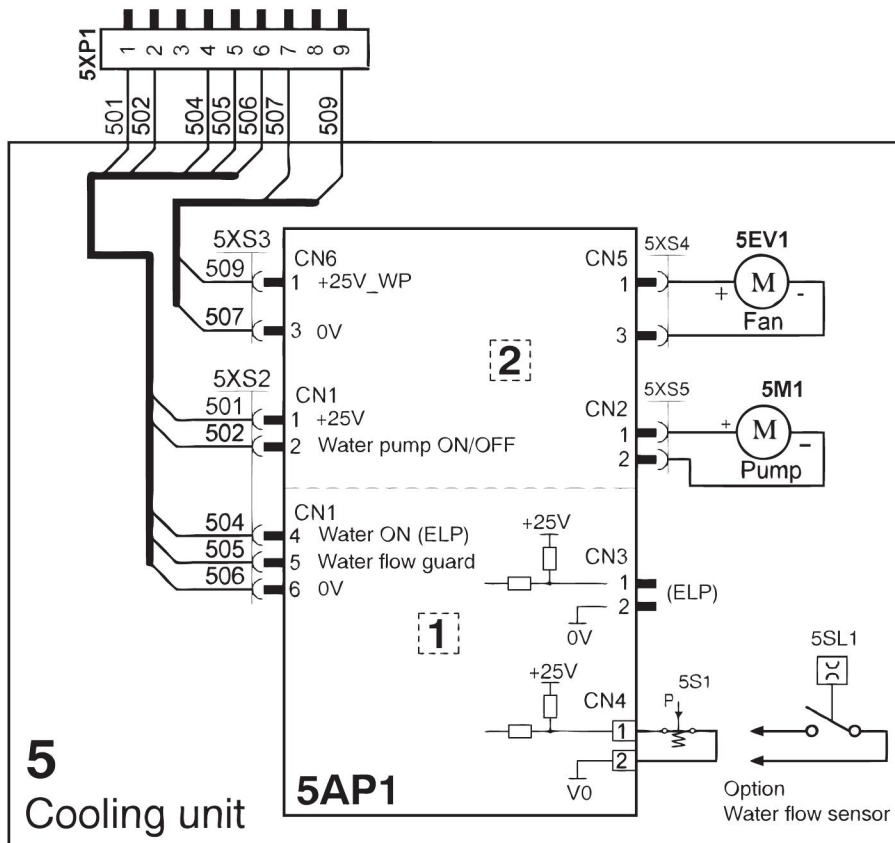 5XP1
1 2 3 4 5 6 7 8 9
501 502 504 505 506 507 509
5XS3
509
507
CN6
1 +25V_WP
3 0V
5XS2
501
502
CN1
1 +25V
2 Water pump ON/OFF
504
505
506
CN1
4 Water ON (ELP)
5 Water flow guard
6 0V
2
CN5
1
3
5XS4
5EV1
+ M -
Fan
CN2
1
2
5XS5
5M1
+ M -
Pump
1
+25V
CN3
1
2
(ELP)
0V
+25V
CN4
1
2
V0
5S1
P
5SL1
Option
Water flow sensor
5AP1
5
Cooling unit